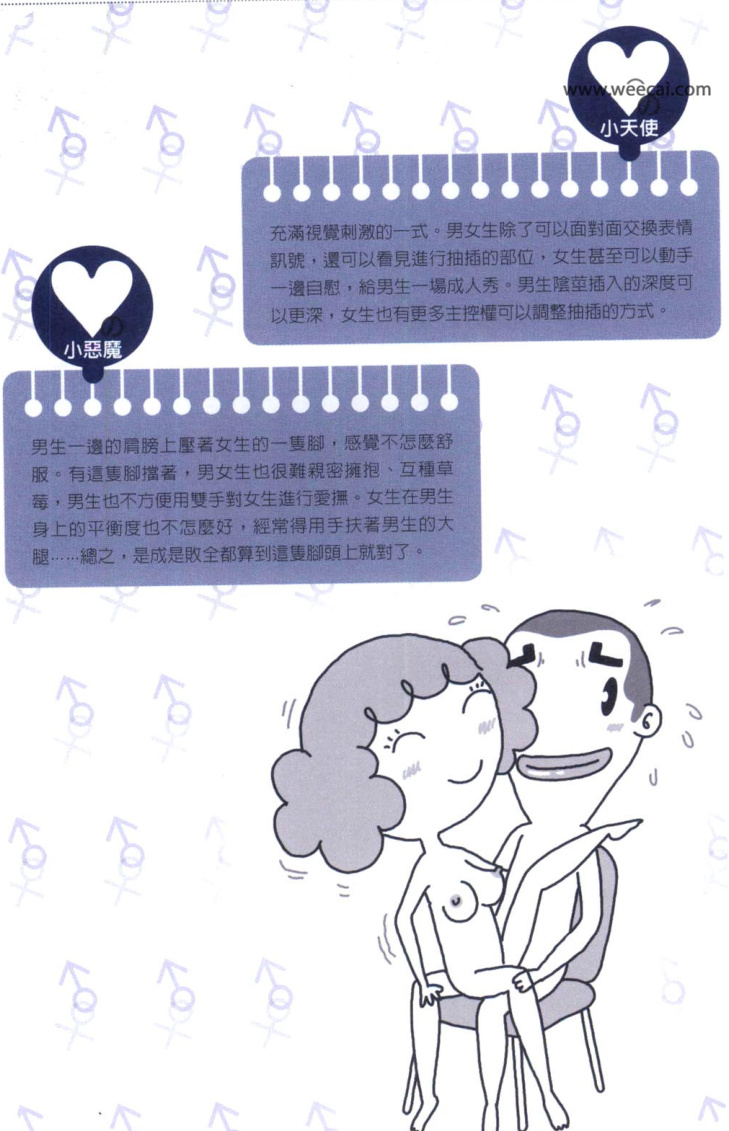 www.weecai.com
の
小天使
充滿視覺刺激的一式。男女生除了可以面對面交換表情
訊號，還可以看見進行抽插的部位，女生甚至可以動手
一邊自慰，給男生一場成人秀。男生陰莖插入的深度可
以更深，女生也有更多主控權可以調整抽插的方式。
の
小惡魔
男生一邊的肩膀上壓著女生的一隻腳，感覺不怎麼舒
服。有這隻腳擋著，男女生也很難親密擁抱、互種草
莓，男生也不方便用雙手對女生進行愛撫。女生在男生
身上的平衡度也不怎麼好，經常得用手扶著男生的大
腿……總之，是成是敗全都算到這隻腳頭上就對了。